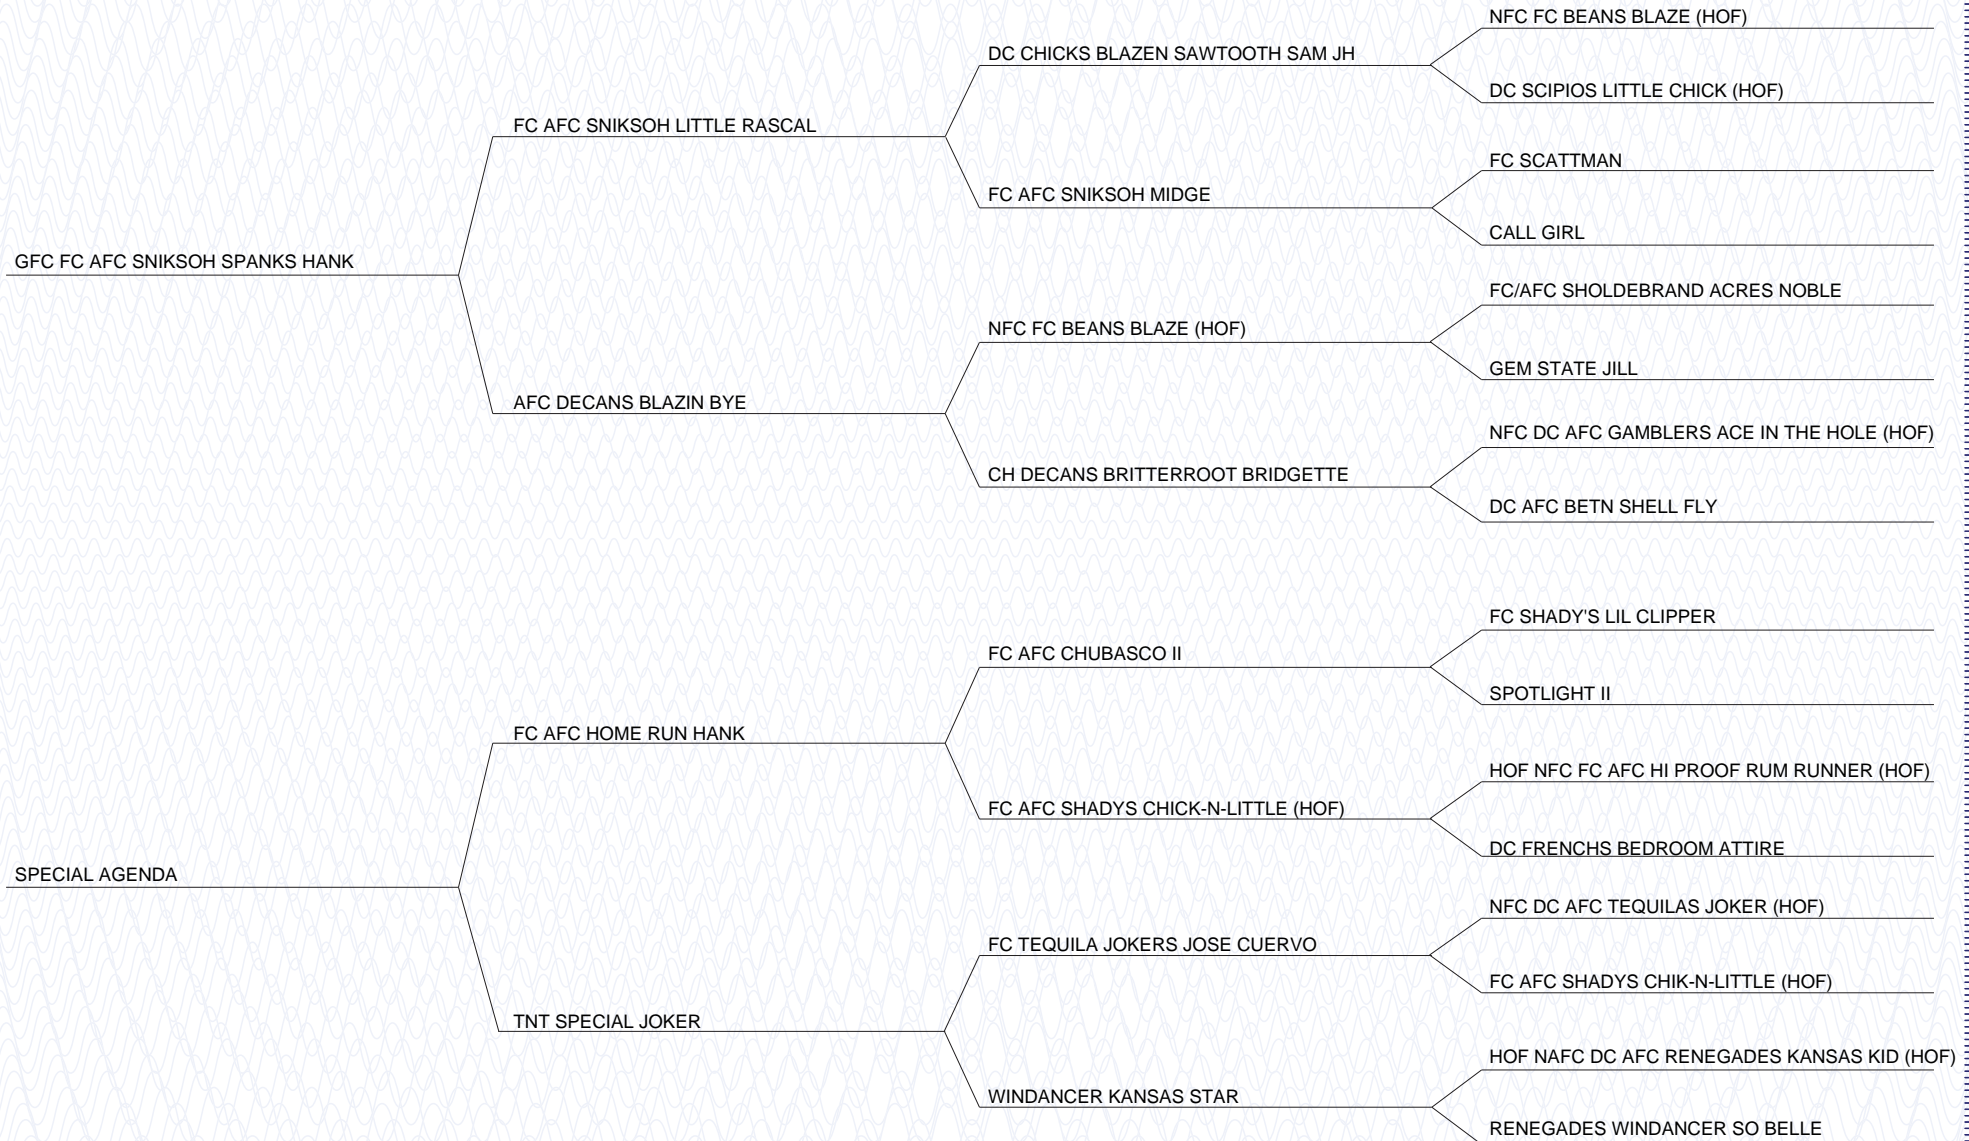 NFC FC BEANS BLAZE (HOF)
DC CHICKS BLAZEN SAWTOOTH SAM JH
DC SCIPIOS LITTLE CHICK (HOF)
FC AFC SNIKSOH LITTLE RASCAL
FC SCATTMAN
FC AFC SNIKSOH MIDGE
CALL GIRL
GFC FC AFC SNIKSOH SPANKS HANK
FC/AFC SHOLDEBRAND ACRES NOBLE
NFC FC BEANS BLAZE (HOF)
GEM STATE JILL
AFC DECANS BLAZIN BYE
NFC DC AFC GAMBLERS ACE IN THE HOLE (HOF)
CH DECANS BRITTERROOT BRIDGETTE
DC AFC BETN SHELL FLY
FC SHADY'S LIL CLIPPER
FC AFC CHUBASCO II
SPOTLIGHT II
FC AFC HOME RUN HANK
HOF NFC FC AFC HI PROOF RUM RUNNER (HOF)
FC AFC SHADYS CHICK-N-LITTLE (HOF)
DC FRENCHS BEDROOM ATTIRE
SPECIAL AGENDA
NFC DC AFC TEQUILAS JOKER (HOF)
FC TEQUILA JOKERS JOSE CUERVO
FC AFC SHADYS CHIK-N-LITTLE (HOF)
TNT SPECIAL JOKER
HOF NAFC DC AFC RENEGADES KANSAS KID (HOF)
WINDANCER KANSAS STAR
RENEGADES WINDANCER SO BELLE